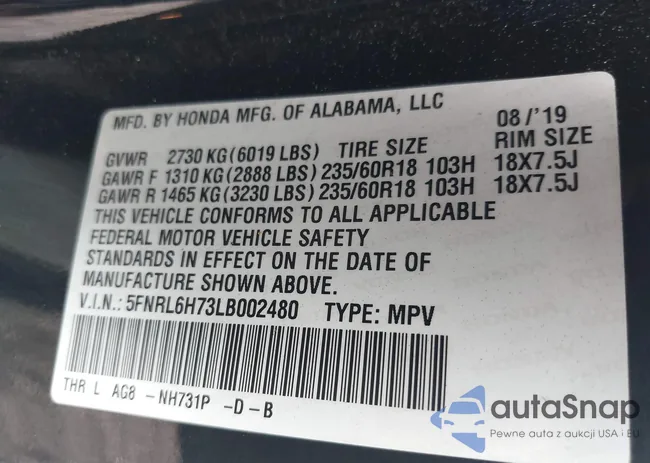 MFD. BY HONDA MFG. OF ALABAMA, LLC 08/'19
GVWR 2730 KG(6019 LBS) TIRE SIZE RIM SIZE
GAWR F 1310 KG(2888 LBS)235/60R18 103H 18X7.5J
GAWR R 1465 KG(3230 LBS)235/60R18 103H 18X7.5J
THIS VEHICLE CONFORMS TO ALL APPLICABLE
FEDERAL MOTOR VEHICLE SAFETY
STANDARDS IN EFFECT ON THE DATE OF
MANUFACTURE SHOWN ABOVE.
V.I.N.: 5FNRL6H73LB002480 TYPE: MPV
THR L AG8 -NH731P -D-B
autaSnap
Pewne auta z aukcji USA i EU